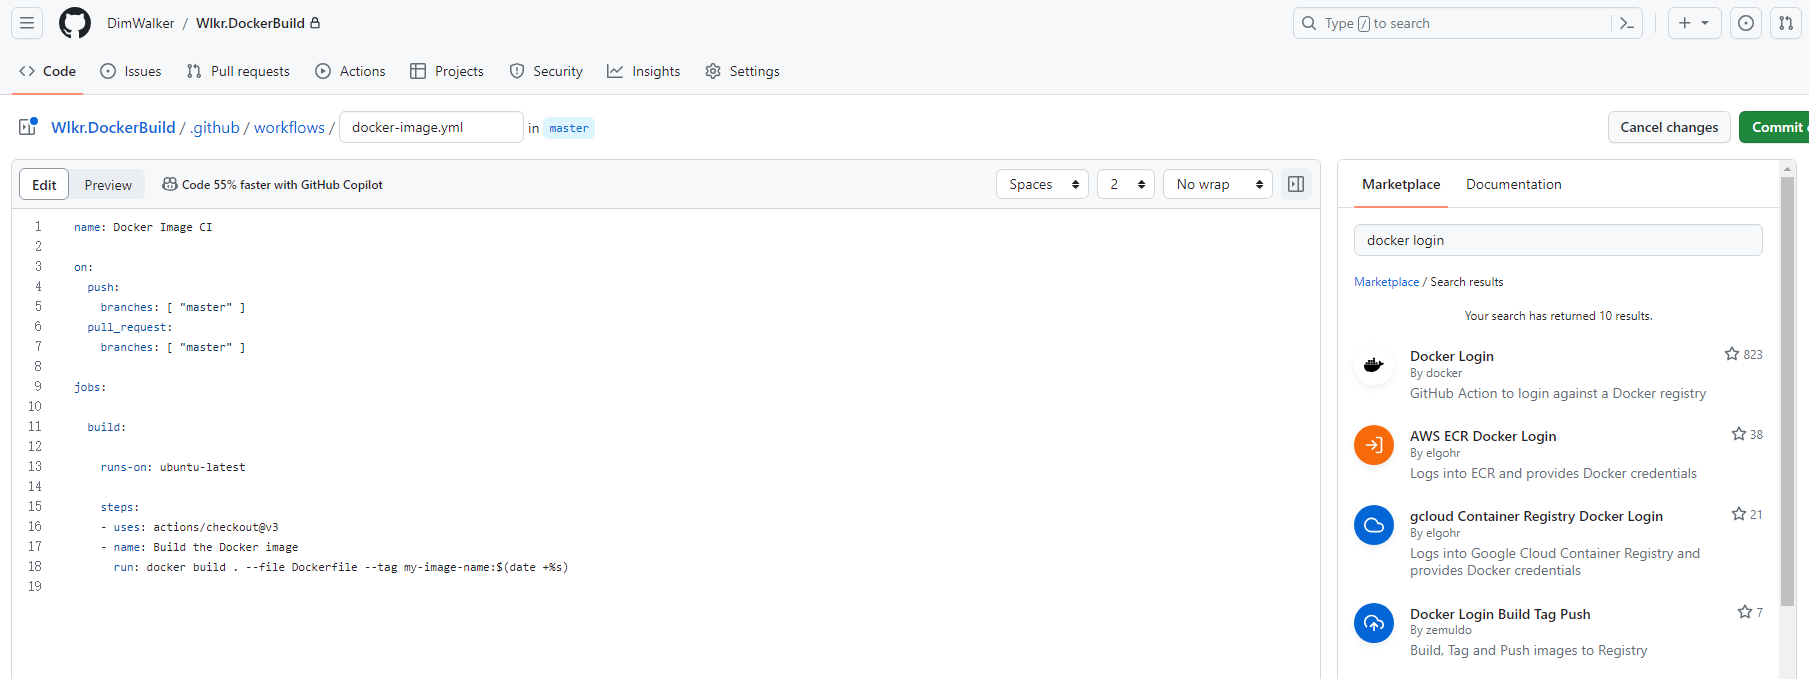 DimWalker / Wlkr.DockerBuild
Type / to search
Code
Issues
Pull requests
Actions
Projects
Security
Insights
Settings
Wlkr.DockerBuild / .github / workflows / docker-image.yml in master
Cancel changes
Commit
Edit
Preview
Code 55% faster with GitHub Copilot
Spaces
2
No wrap
1 name: Docker Image CI
2
3 on:
4 push:
5 branches: [ "master" ]
6 pull_request:
7 branches: [ "master" ]
8
9 jobs:
10
11 build:
12
13 runs-on: ubuntu-latest
14
15 steps:
16 - uses: actions/checkout@v3
17 - name: Build the Docker image
18 run: docker build . --file Dockerfile --tag my-image-name:$(date +%s)
19
Marketplace
Documentation
docker login
Marketplace / Search results
Your search has returned 10 results.
Docker Login
823
By docker
GitHub Action to login against a Docker registry
AWS ECR Docker Login
38
By elgohr
Logs into ECR and provides Docker credentials
gcloud Container Registry Docker Login
21
By elgohr
Logs into Google Cloud Container Registry and
provides Docker credentials
Docker Login Build Tag Push
7
By zemuldo
Build, Tag and Push images to Registry